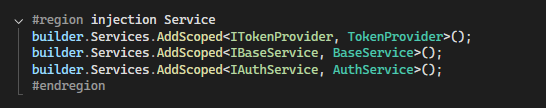 #region injection Service
builder.Services.AddScoped<ITokenProvider, TokenProvider>();
builder.Services.AddScoped<IBaseService, BaseService>();
builder.Services.AddScoped<IAuthService, AuthService>();
#endregion